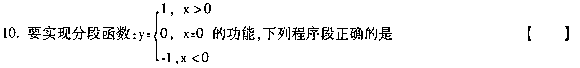 1, x>0
10. 要实现分段函数:y= 0, x=0 的功能,下列程序段正确的是 【 】
-1,x<0